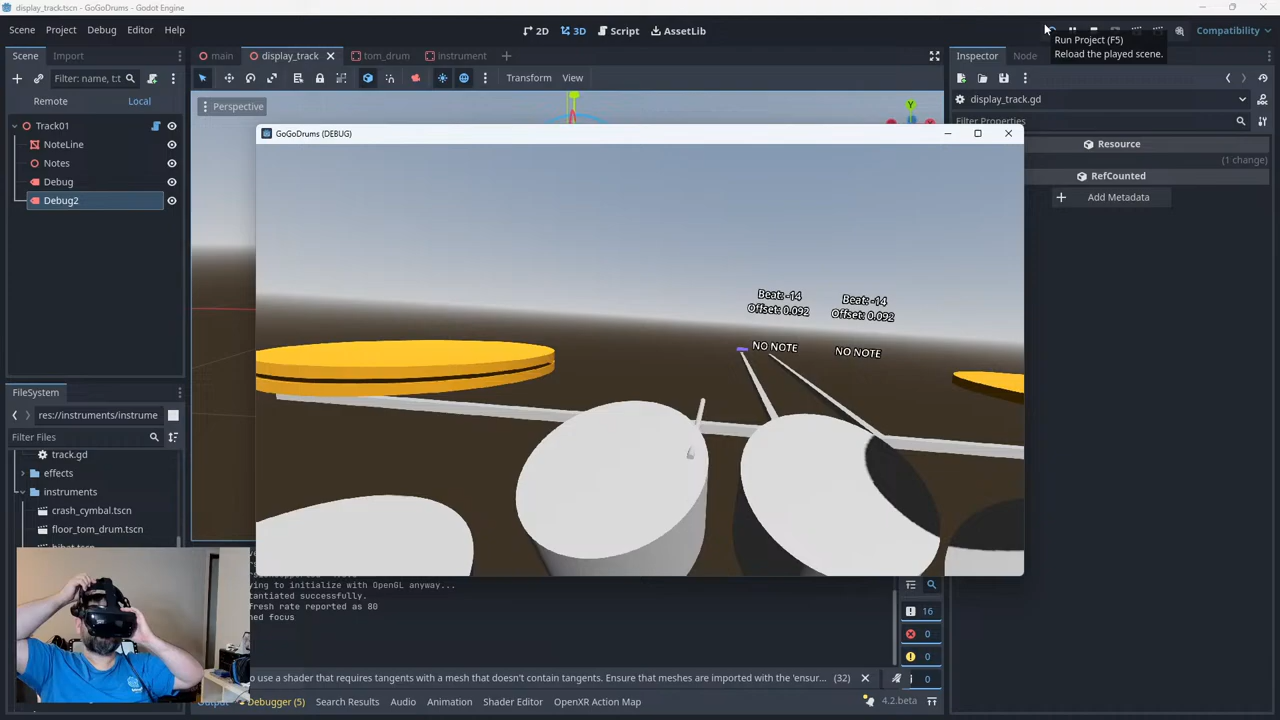 display_track.tscn - GoGoDrums - Godot Engine
Scene Project Debug Editor Help
2D 3D Script AssetLib
Compatibility
Run Project (F5)
Reload the played scene.
Scene Import
main display_track tom_drum instrument
Inspector Node
Filter: name, t:t
Transform View
Remote Local
Perspective
Y
display_track.gd
Filter Properties
Track01
NoteLine
Notes
Debug
Debug2
GoGoDrums (DEBUG)
Resource
(1 change)
RefCounted
Add Metadata
Beat: -14
Offset: 0.092
Beat: -14
Offset: 0.092
NO NOTE
NO NOTE
FileSystem
res://instruments/instrume
Filter Files
track.gd
effects
instruments
crash_cymbal.tscn
floor_tom_drum.tscn
hihat.tscn
ying to initialize with OpenGL anyway...
tantiated successfully.
fresh rate reported as 80
ned focus
16
0
0
0
o use a shader that requires tangents with a mesh that doesn't contain tangents. Ensure that meshes are imported with the 'ensur... (32)
Output Debugger (5) Search Results Audio Animation Shader Editor OpenXR Action Map
4.2.beta